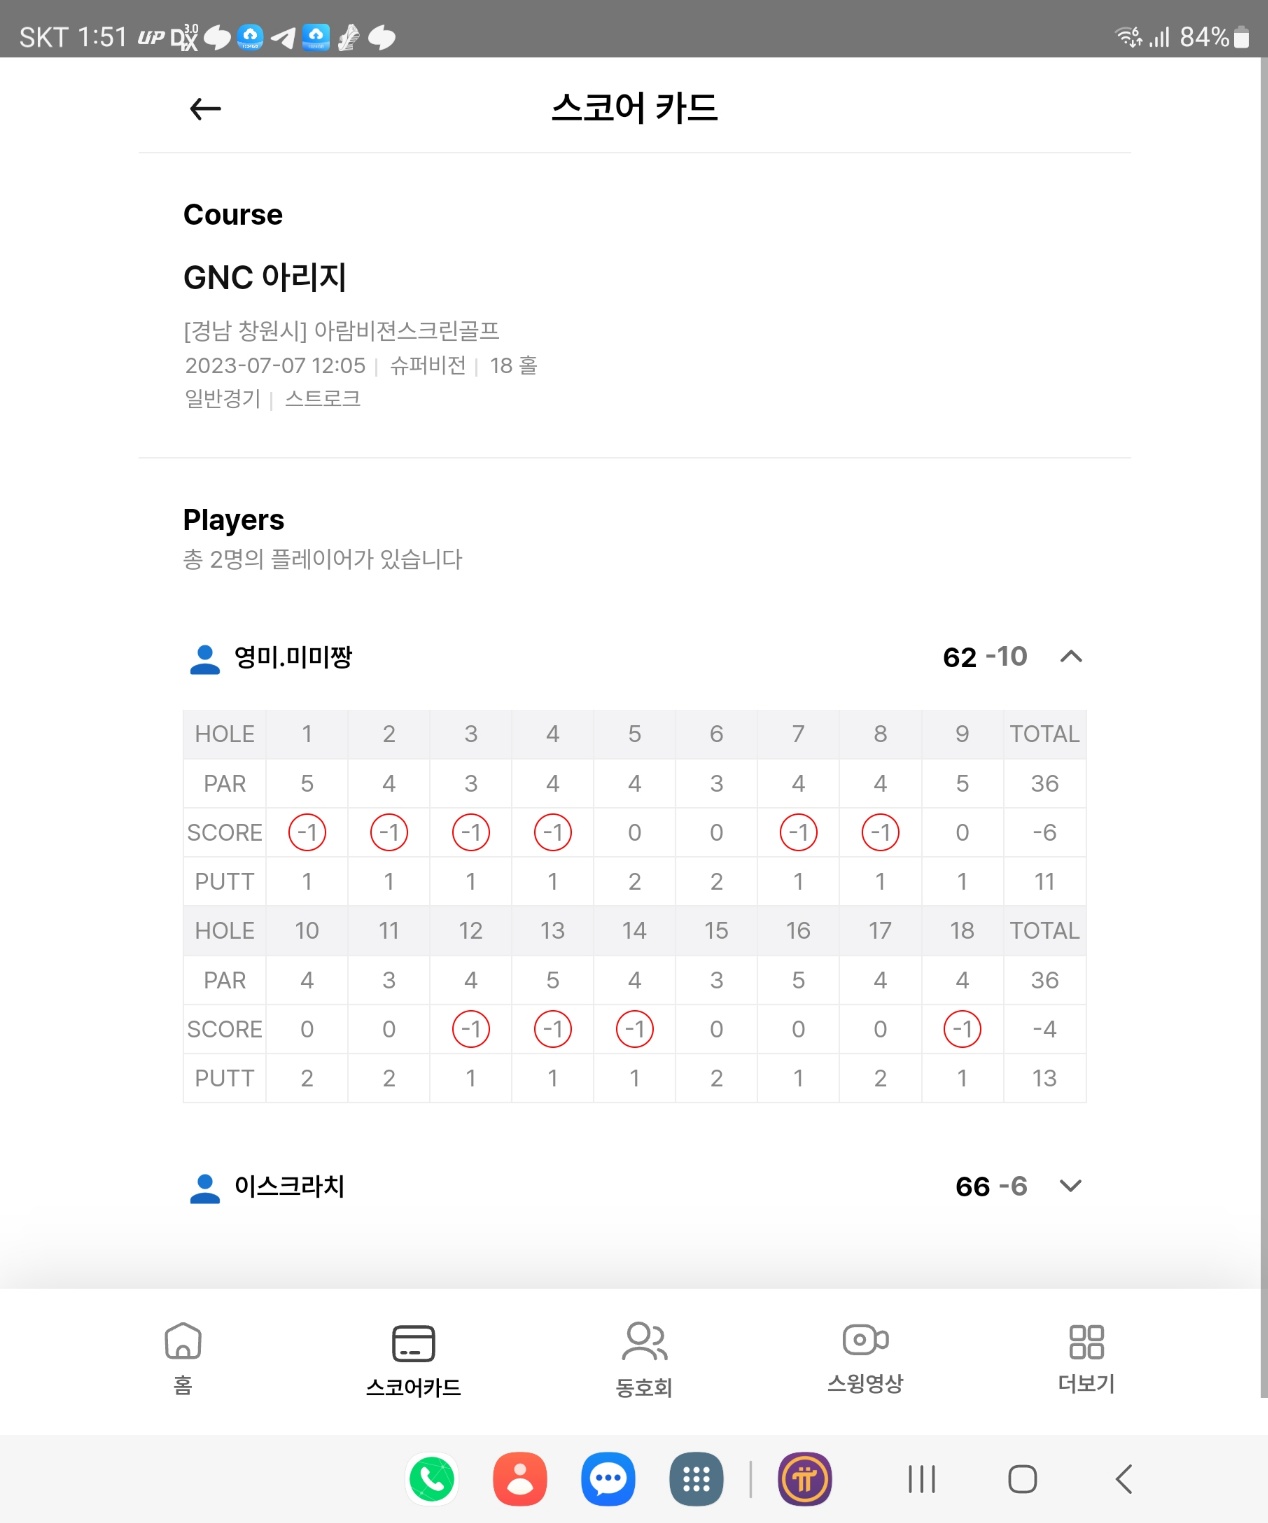 SKT 1:51 UP DLX 3.0 84%
스코어 카드
Course
GNC 아리지
[경남 창원시] 아람비젼스크린골프
2023-07-07 12:05 | 슈퍼비전 | 18 홀
일반경기 | 스트로크
Players
총 2명의 플레이어가 있습니다
영미.미미짱 62 -10
HOLE 1 2 3 4 5 6 7 8 9 TOTAL
PAR 5 4 3 4 4 3 4 4 5 36
SCORE -1 -1 -1 -1 0 0 -1 -1 0 -6
PUTT 1 1 1 1 2 2 1 1 1 11
HOLE 10 11 12 13 14 15 16 17 18 TOTAL
PAR 4 3 4 5 4 3 5 4 4 36
SCORE 0 0 -1 -1 -1 0 0 0 -1 -4
PUTT 2 2 1 1 1 2 1 2 1 13
이스크라치 66 -6
홈 스코어카드 동호회 스윙영상 더보기